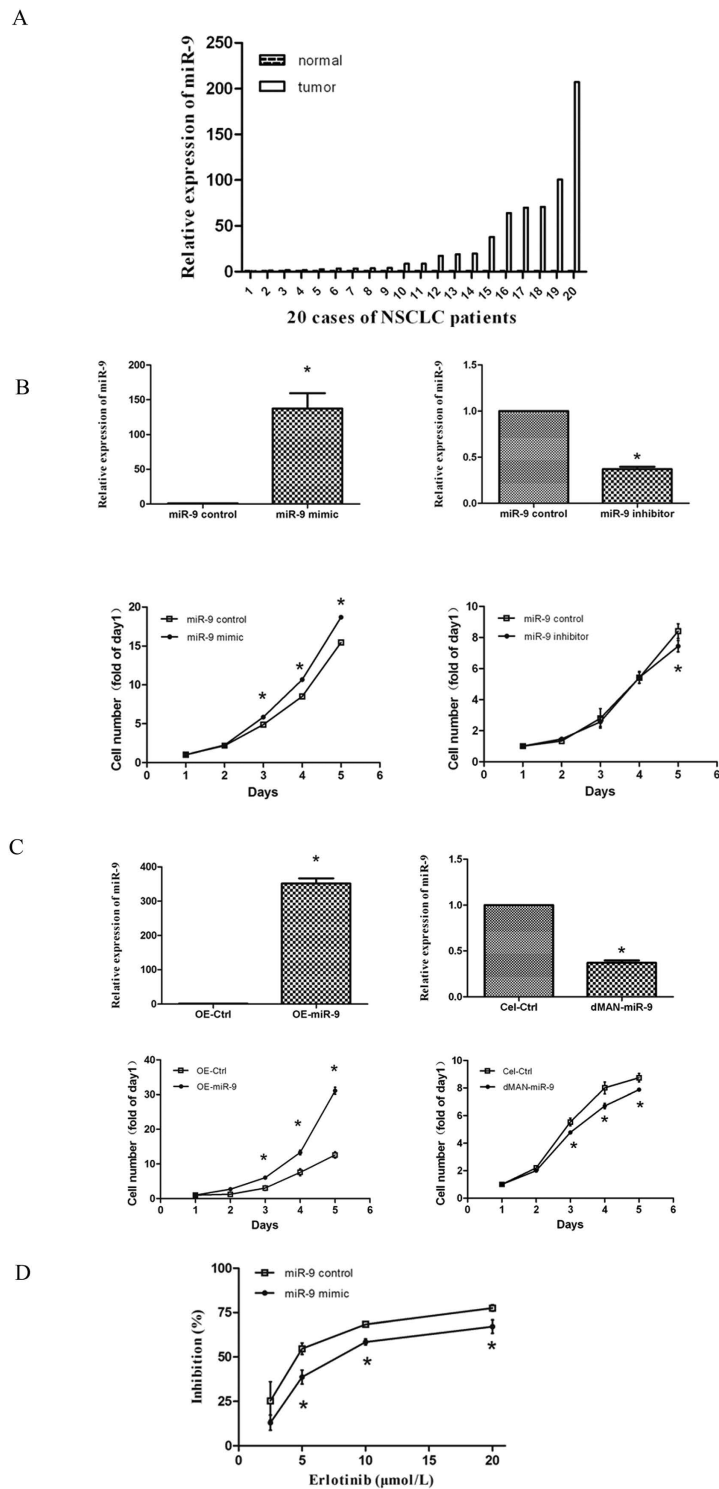 A
Relative expression of miR-9
250
200
150
100
50
0
normal
tumor
1 2 3 4 5 6 7 8 9 10 11 12 13 14 15 16 17 18 19 20
20 cases of NSCLC patients
B
Relative expression of miR-9
200
150
100
50
0
*
miR-9 control miR-9 mimic
Relative expression of miR-9
1.5
1.0
0.5
0.0
*
miR-9 control miR-9 inhibitor
Cell number (fold of day1)
20
15
10
5
0
miR-9 control
miR-9 mimic
* * *
0 1 2 3 4 5 6
Days
Cell number (fold of day1)
8
6
4
2
0
miR-9 control
miR-9 inhibitor
*
0 1 2 3 4 5 6
Days
C
Relative expression of miR-9
400
300
200
100
0
*
OE-Ctrl OE-miR-9
Relative expression of miR-9
1.5
1.0
0.5
0.0
*
Cel-Ctrl dMAN-miR-9
Cell number (fold of day1)
40
30
20
10
0
OE-Ctrl
OE-miR-9
* * *
0 1 2 3 4 5 6
Days
Cell number (fold of day1)
10
8
6
4
2
0
Cel-Ctrl
dMAN-miR-9
* * *
0 1 2 3 4 5 6
Days
D
Inhibition (%)
100
75
50
25
0
miR-9 control
miR-9 mimic
* * *
5 10 15 20
Erlotinib (μmol/L)